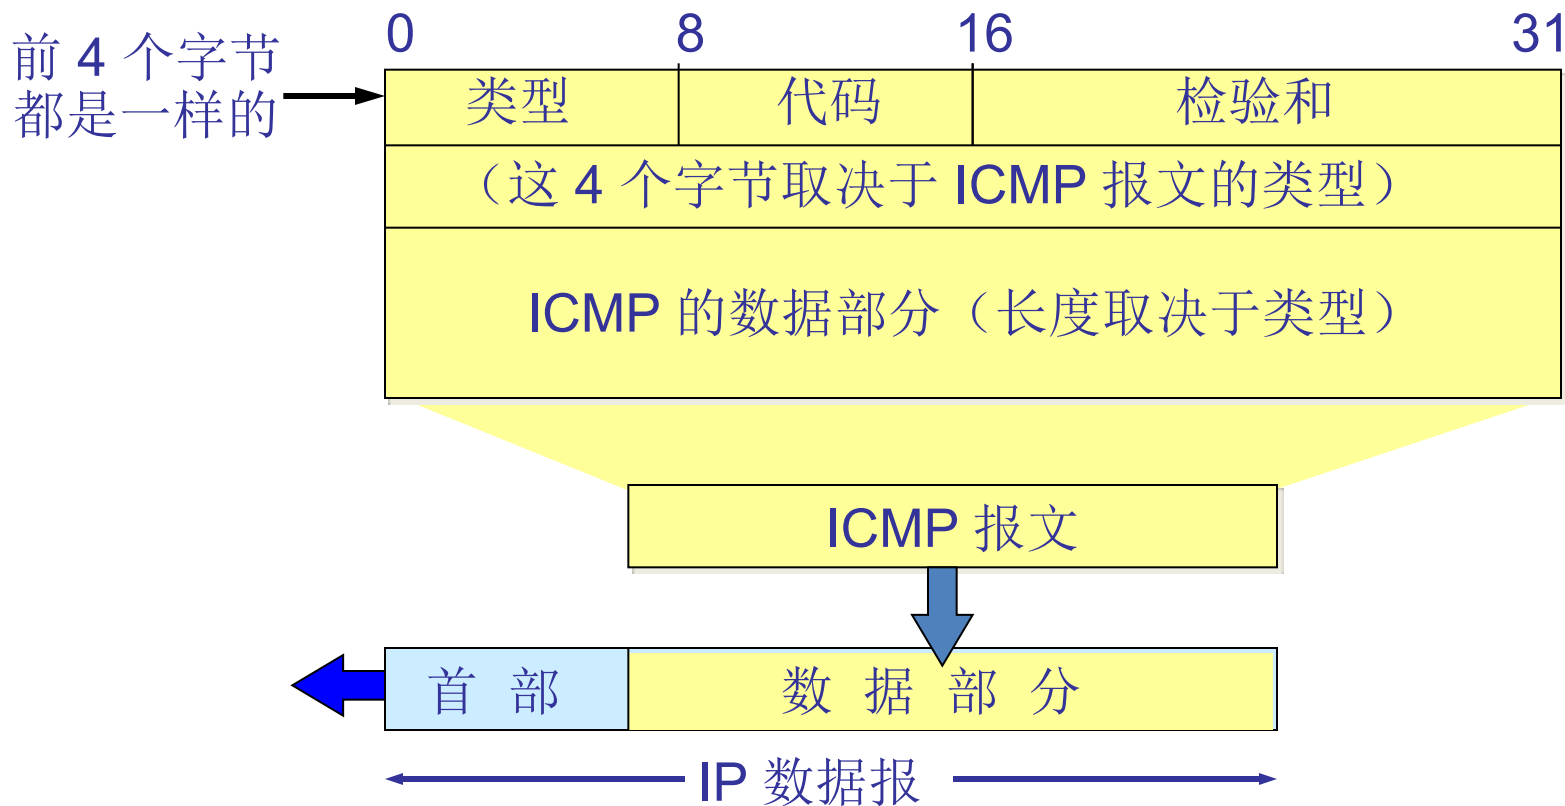 0 8 16 31
前 4 个字节
都是一样的
类型 代码 检验和
（这 4 个字节取决于 ICMP 报文的类型）
ICMP 的数据部分（长度取决于类型）
ICMP 报文
首 部 数 据 部 分
IP 数据报